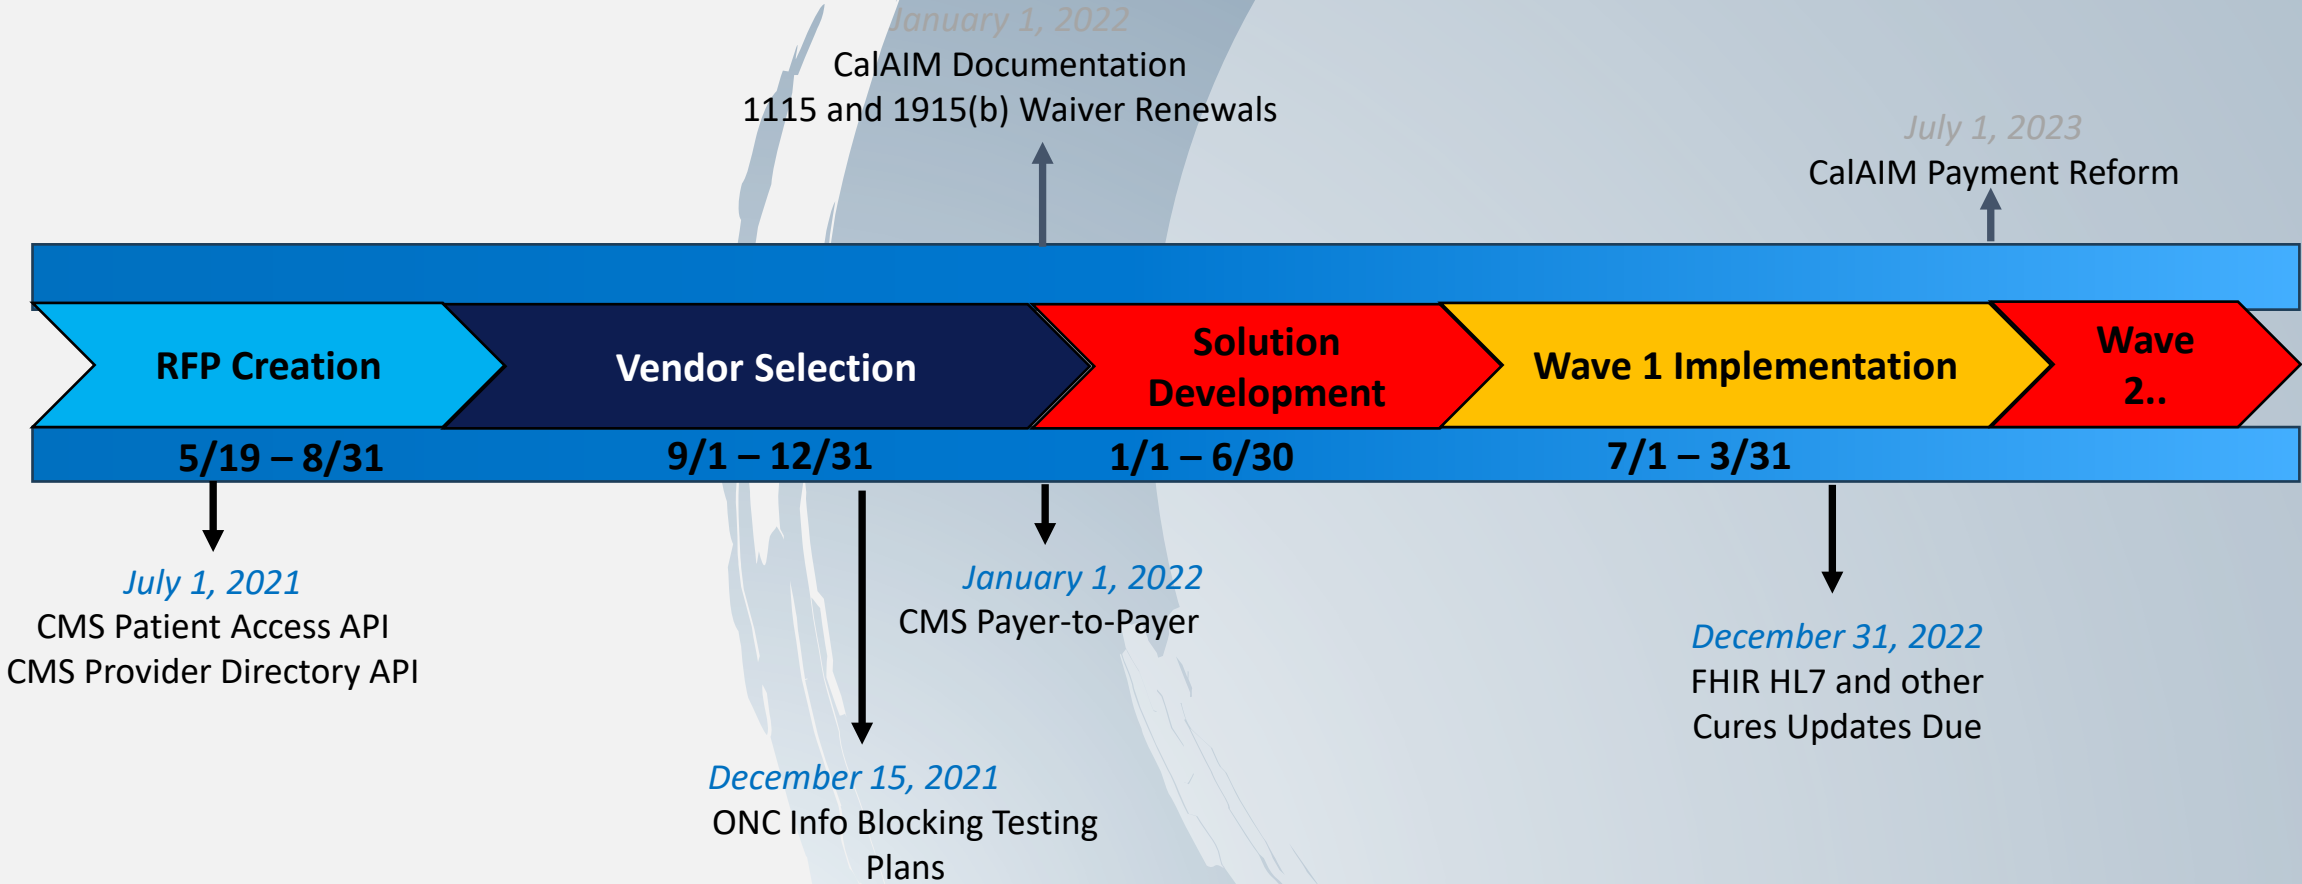 January 1, 2022
CalAIM Documentation
1115 and 1915(b) Waiver Renewals
July 1, 2023
CalAIM Payment Reform
RFP Creation
Vendor Selection
Solution
Development
Wave 1 Implementation
Wave
2..
5/19 – 8/31
9/1 – 12/31
1/1 – 6/30
7/1 – 3/31
July 1, 2021
CMS Patient Access API
CMS Provider Directory API
January 1, 2022
CMS Payer-to-Payer
December 31, 2022
FHIR HL7 and other
Cures Updates Due
December 15, 2021
ONC Info Blocking Testing
Plans